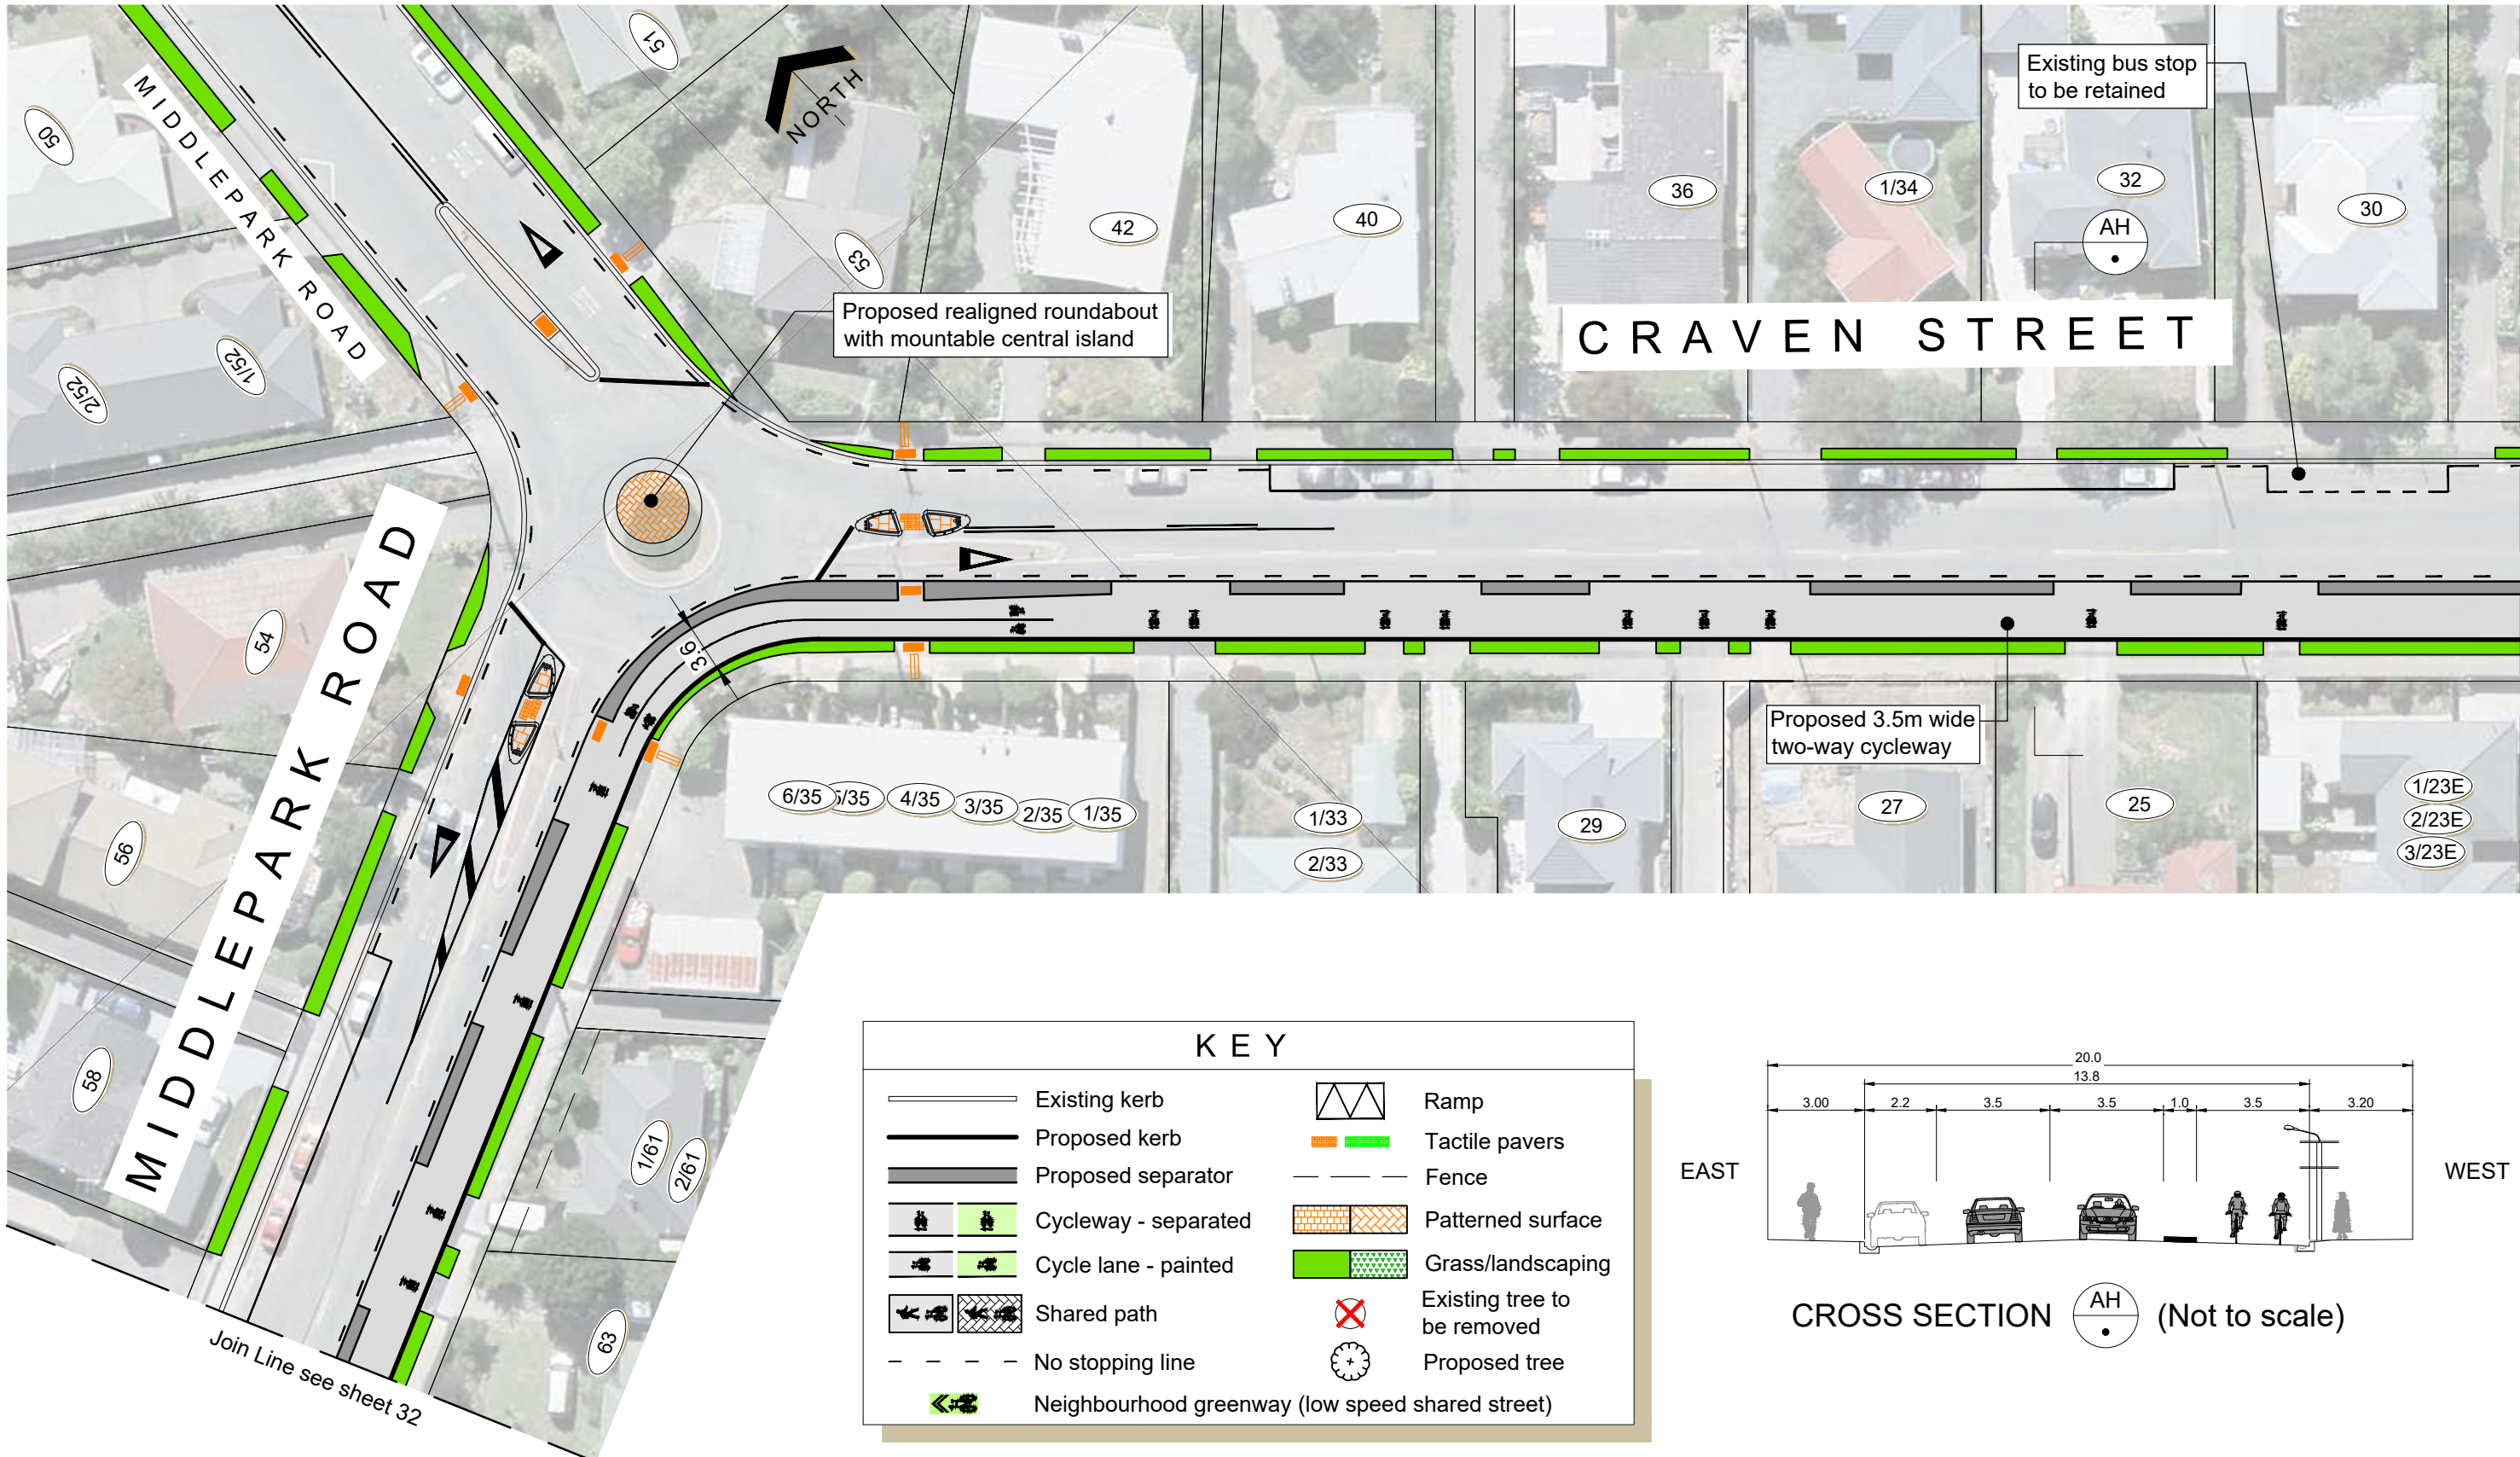 MIDDLEPARK ROAD
50
51
NORTH
2/52
1/52
53
42
40
36
1/34
32
AH
30
Existing bus stop
to be retained
Proposed realigned roundabout
with mountable central island
CRAVEN STREET
MIDDLEPARK ROAD
54
56
58
3.6
6/35
5/35
4/35
3/35
2/35
1/35
1/33
2/33
29
27
25
1/23E
2/23E
3/23E
Proposed 3.5m wide
two-way cycleway
1/61
2/61
63
Join Line see sheet 32
KEY
Existing kerb
Proposed kerb
Proposed separator
Cycleway - separated
Cycle lane - painted
Shared path
No stopping line
Neighbourhood greenway (low speed shared street)
Ramp
Tactile pavers
Fence
Patterned surface
Grass/landscaping
Existing tree to
be removed
Proposed tree
20.0
13.8
3.00
2.2
3.5
3.5
1.0
3.5
3.20
EAST
WEST
CROSS SECTION AH (Not to scale)